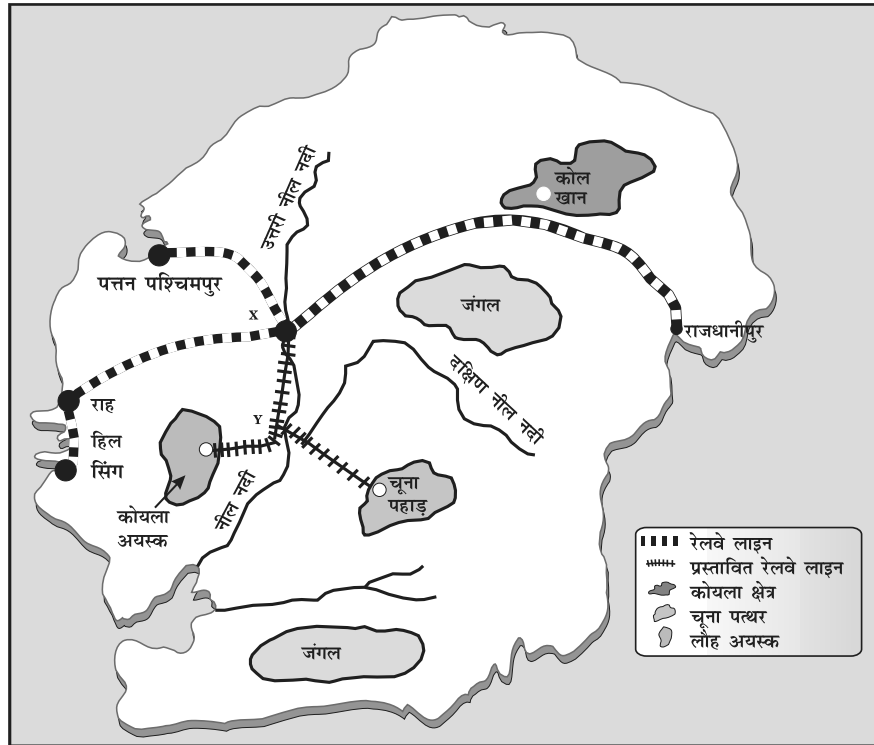 उत्तरी नील नदी
कोल
खान
पत्तन पश्चिमपुर
जंगल
X
राजधानीपुर
दक्षिण नील नदी
राह
Y
हिल
सिंग
चूना
पहाड़
नील नदी
कोयला
अयस्क
रेलवे लाइन
प्रस्तावित रेलवे लाइन
कोयला क्षेत्र
चूना पत्थर
लौह अयस्क
जंगल